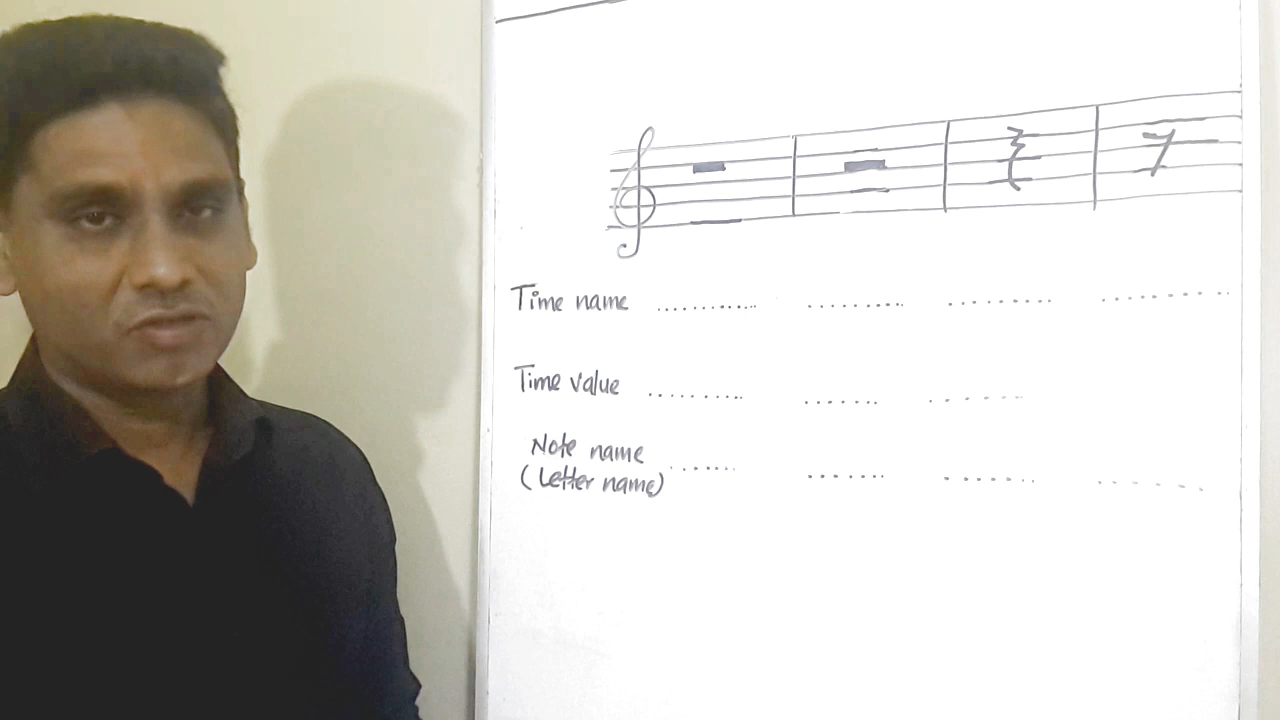 Time name ............ ............ ............ ............
Time value .......... ....... .......
Note name ...... ....... ....... .......
(Letter name)